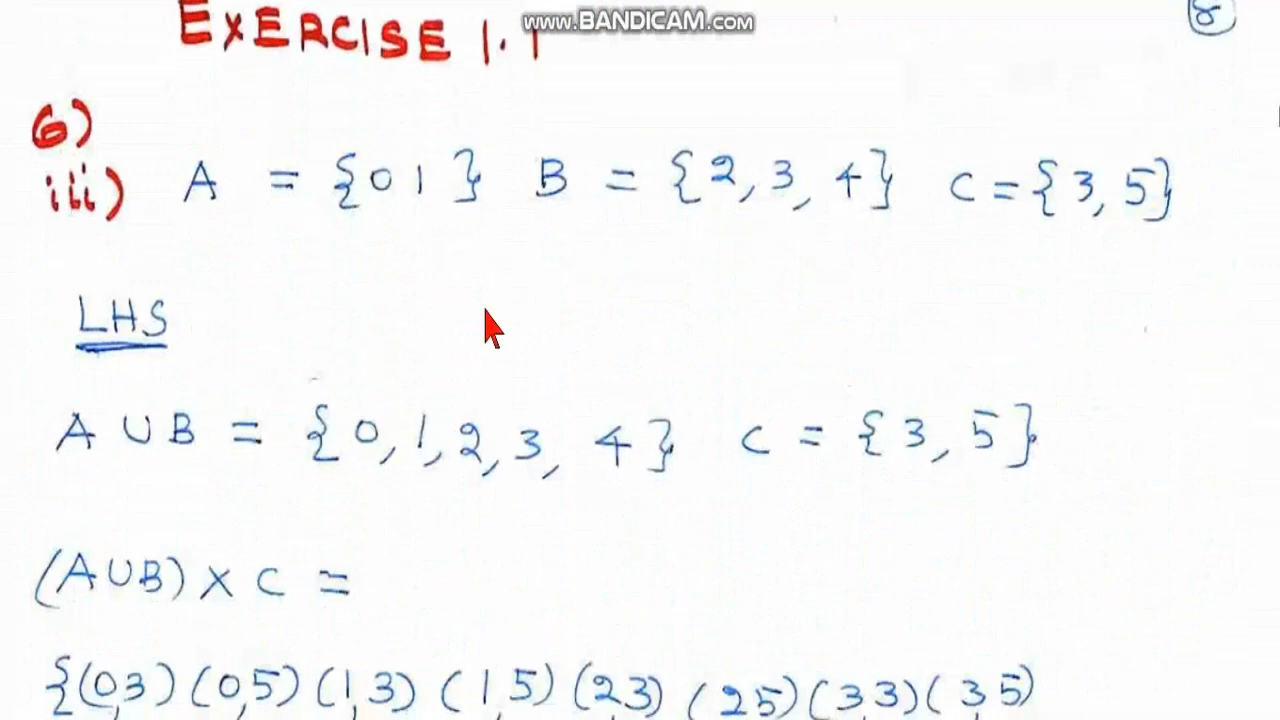 www.BANDICAM.com
8
EXERCISE 1.1
6)
iii) A = {0 1} B = {2, 3, 4} C = {3, 5}
LHS
A ∪ B = {0, 1, 2, 3, 4} C = {3, 5}
(A∪B) × C =
{(0,3) (0,5) (1,3) (1,5) (2,3) (2,5) (3,3) (3,5)